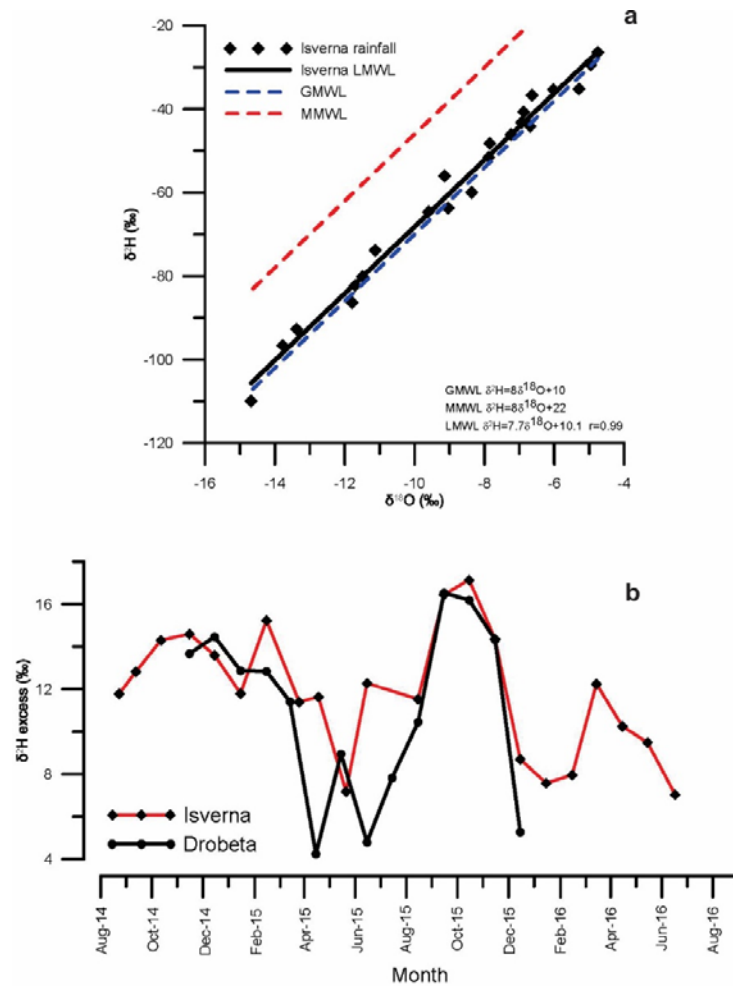 a
-20
-40
-60
-80
-100
-120
δ²H (‰)
Isverna rainfall
Isverna LMWL
GMWL
MMWL
GMWL δ²H=8δ¹⁸O+10
MMWL δ²H=8δ¹⁸O+22
LMWL δ²H=7.7δ¹⁸O+10.1 r=0.99
-16 -14 -12 -10 -8 -6 -4
δ¹⁸O (‰)
b
16
12
8
4
δ²H excess (‰)
Isverna
Drobeta
Aug-14 Oct-14 Dec-14 Feb-15 Apr-15 Jun-15 Aug-15 Oct-15 Dec-15 Feb-16 Apr-16 Jun-16 Aug-16
Month